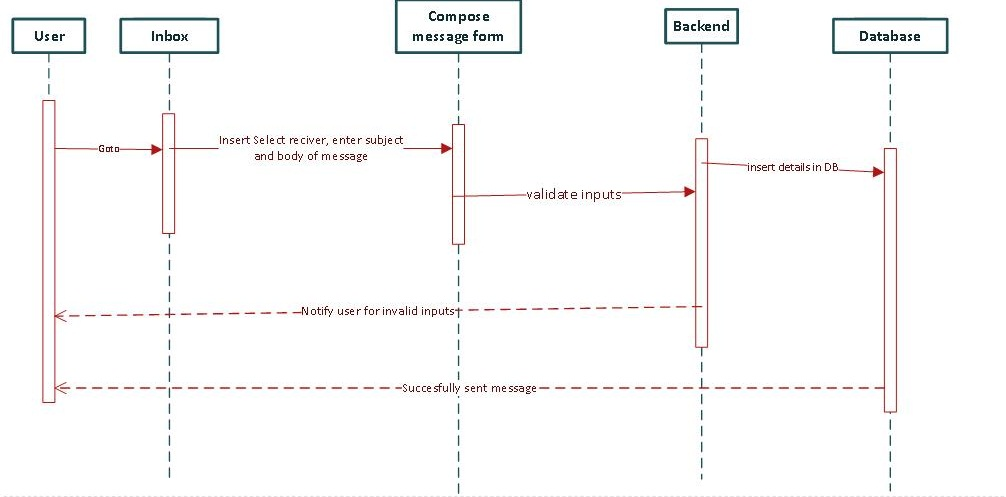 User
Inbox
Compose
message form
Backend
Database
Goto
Insert Select reciver, enter subject
and body of message
insert details in DB
validate inputs
Notify user for invalid inputs
Succesfully sent message